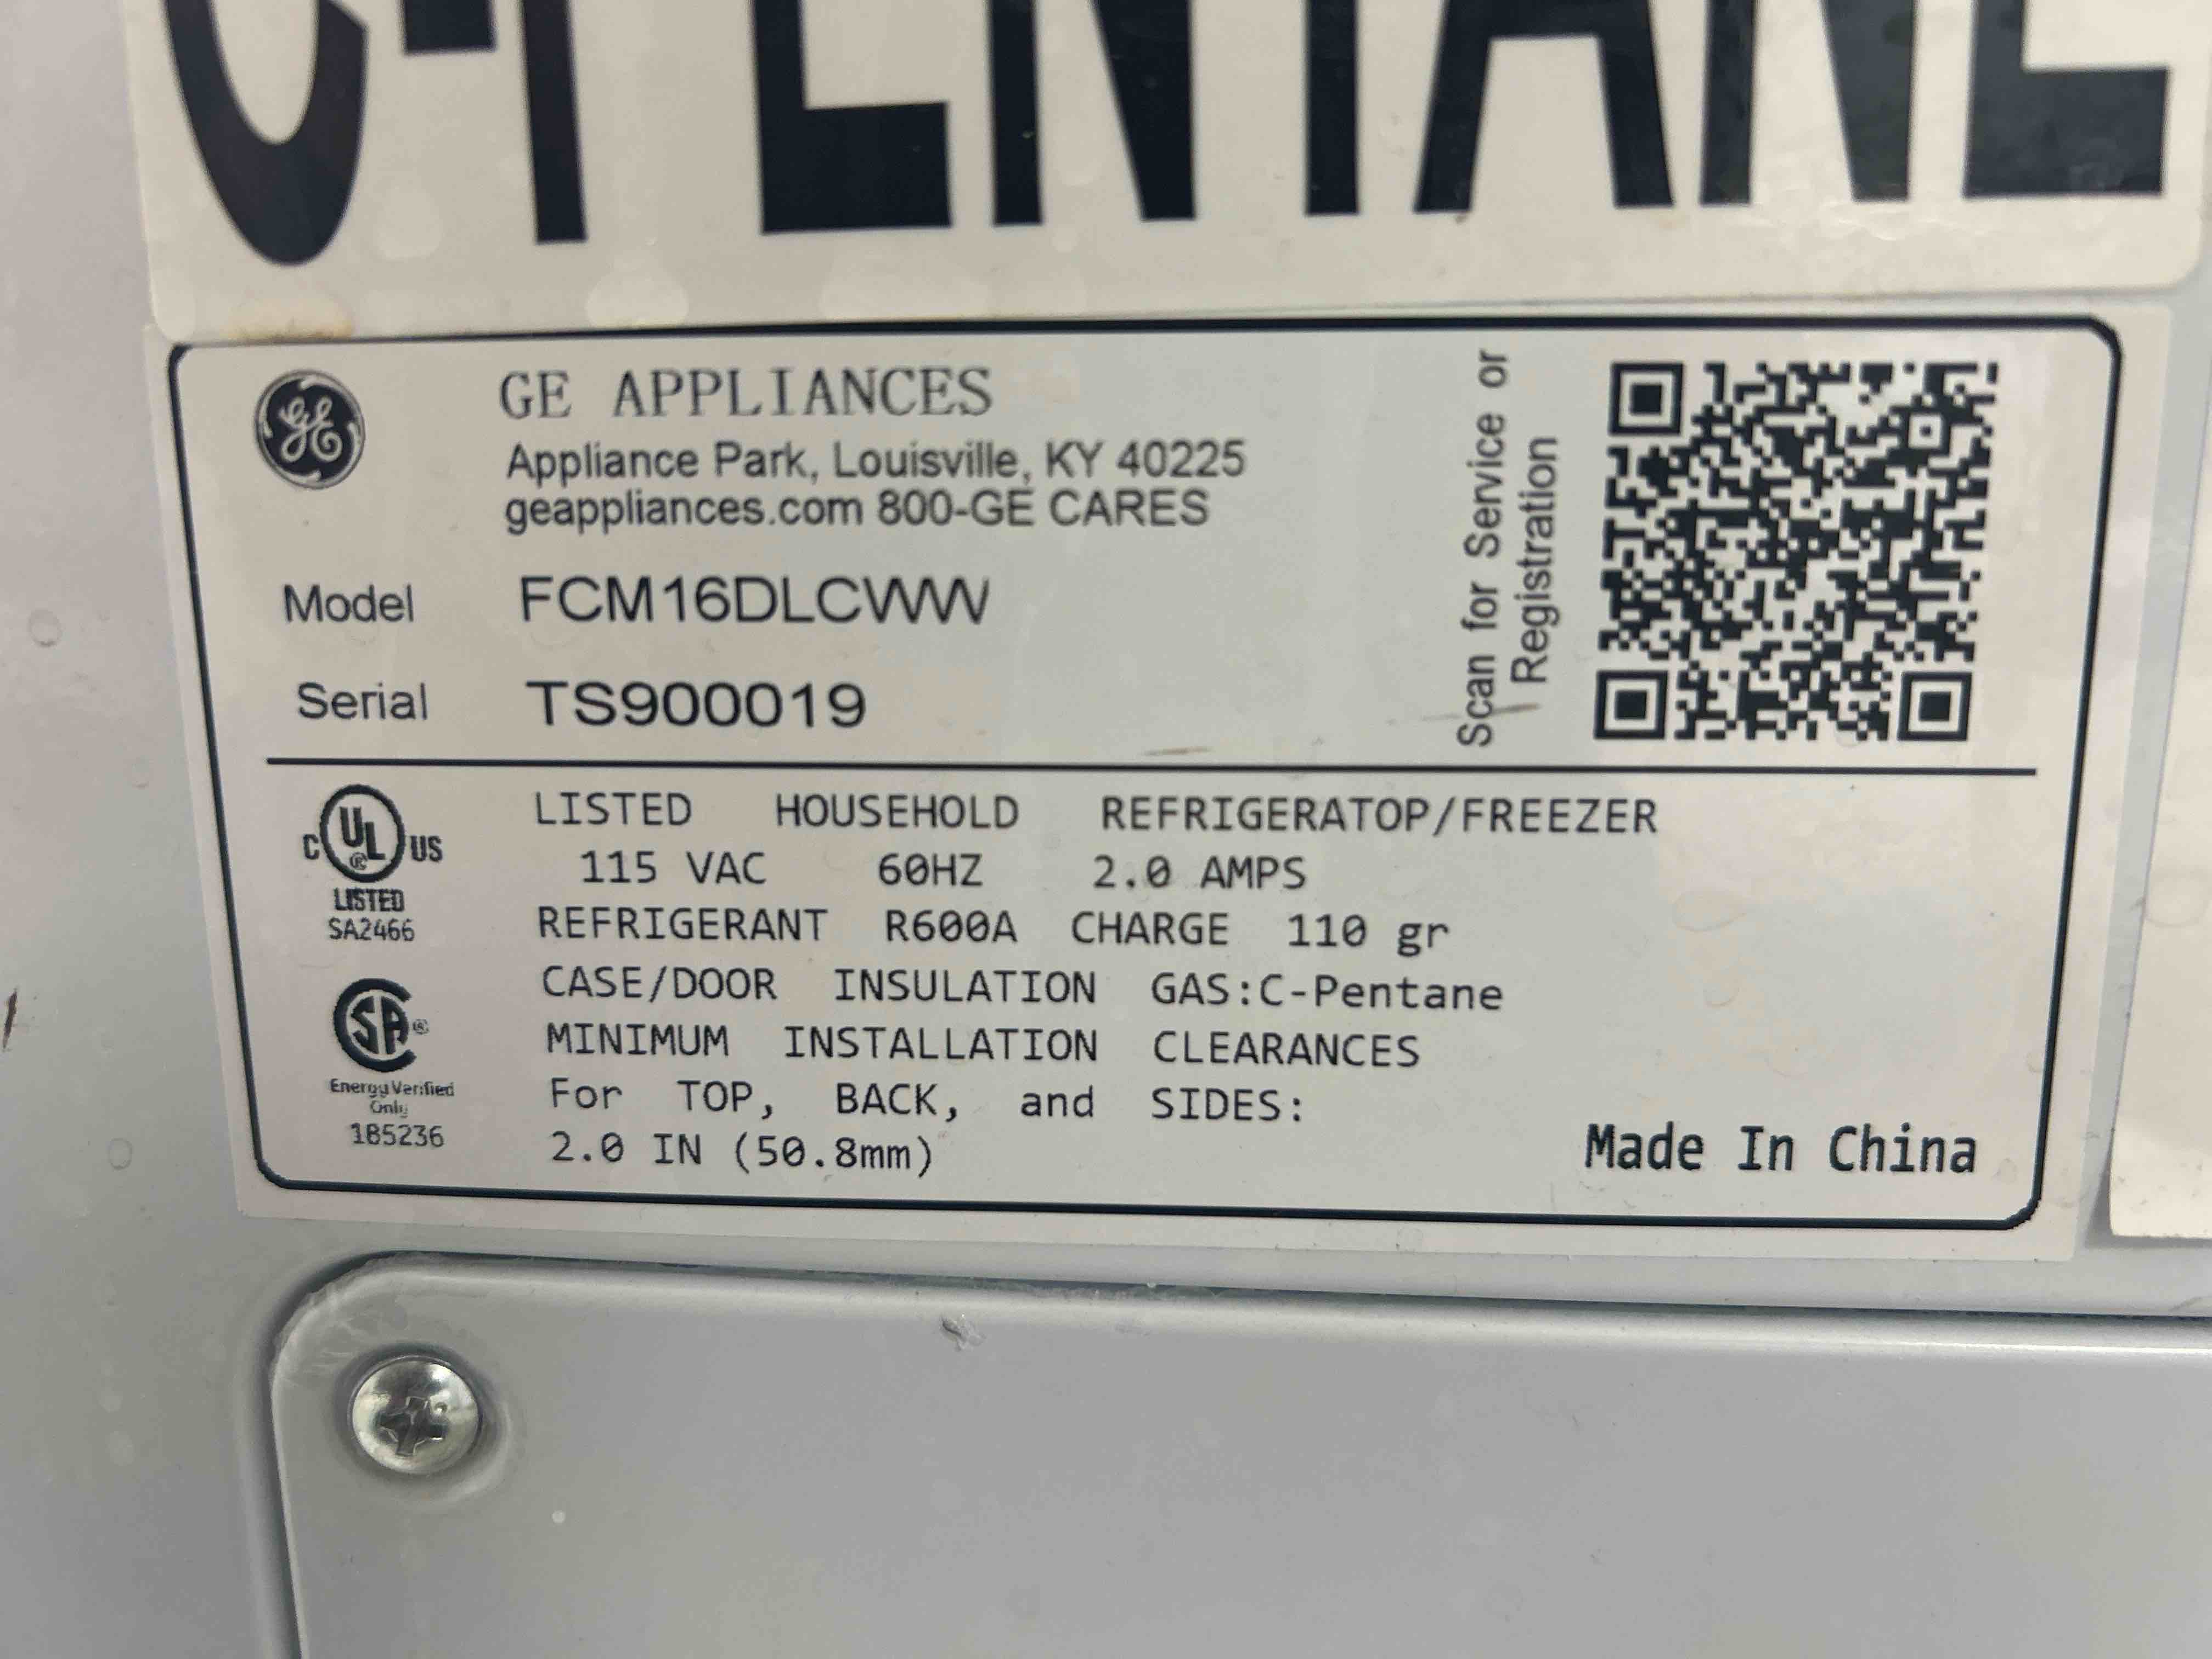 C-PENTANE
GE APPLIANCES
Appliance Park, Louisville, KY 40225
geappliances.com 800-GE CARES
Model FCM16DLCWW
Serial TS900019
Scan for Service or
Registration
C UL ® US
LISTED
SA2466
LISTED HOUSEHOLD REFRIGERATOP/FREEZER
115 VAC 60HZ 2.0 AMPS
REFRIGERANT R600A CHARGE 110 gr
CASE/DOOR INSULATION GAS:C-Pentane
MINIMUM INSTALLATION CLEARANCES
For TOP, BACK, and SIDES:
2.0 IN (50.8mm)
SA ®
Energy Verified
Only
185236
Made In China